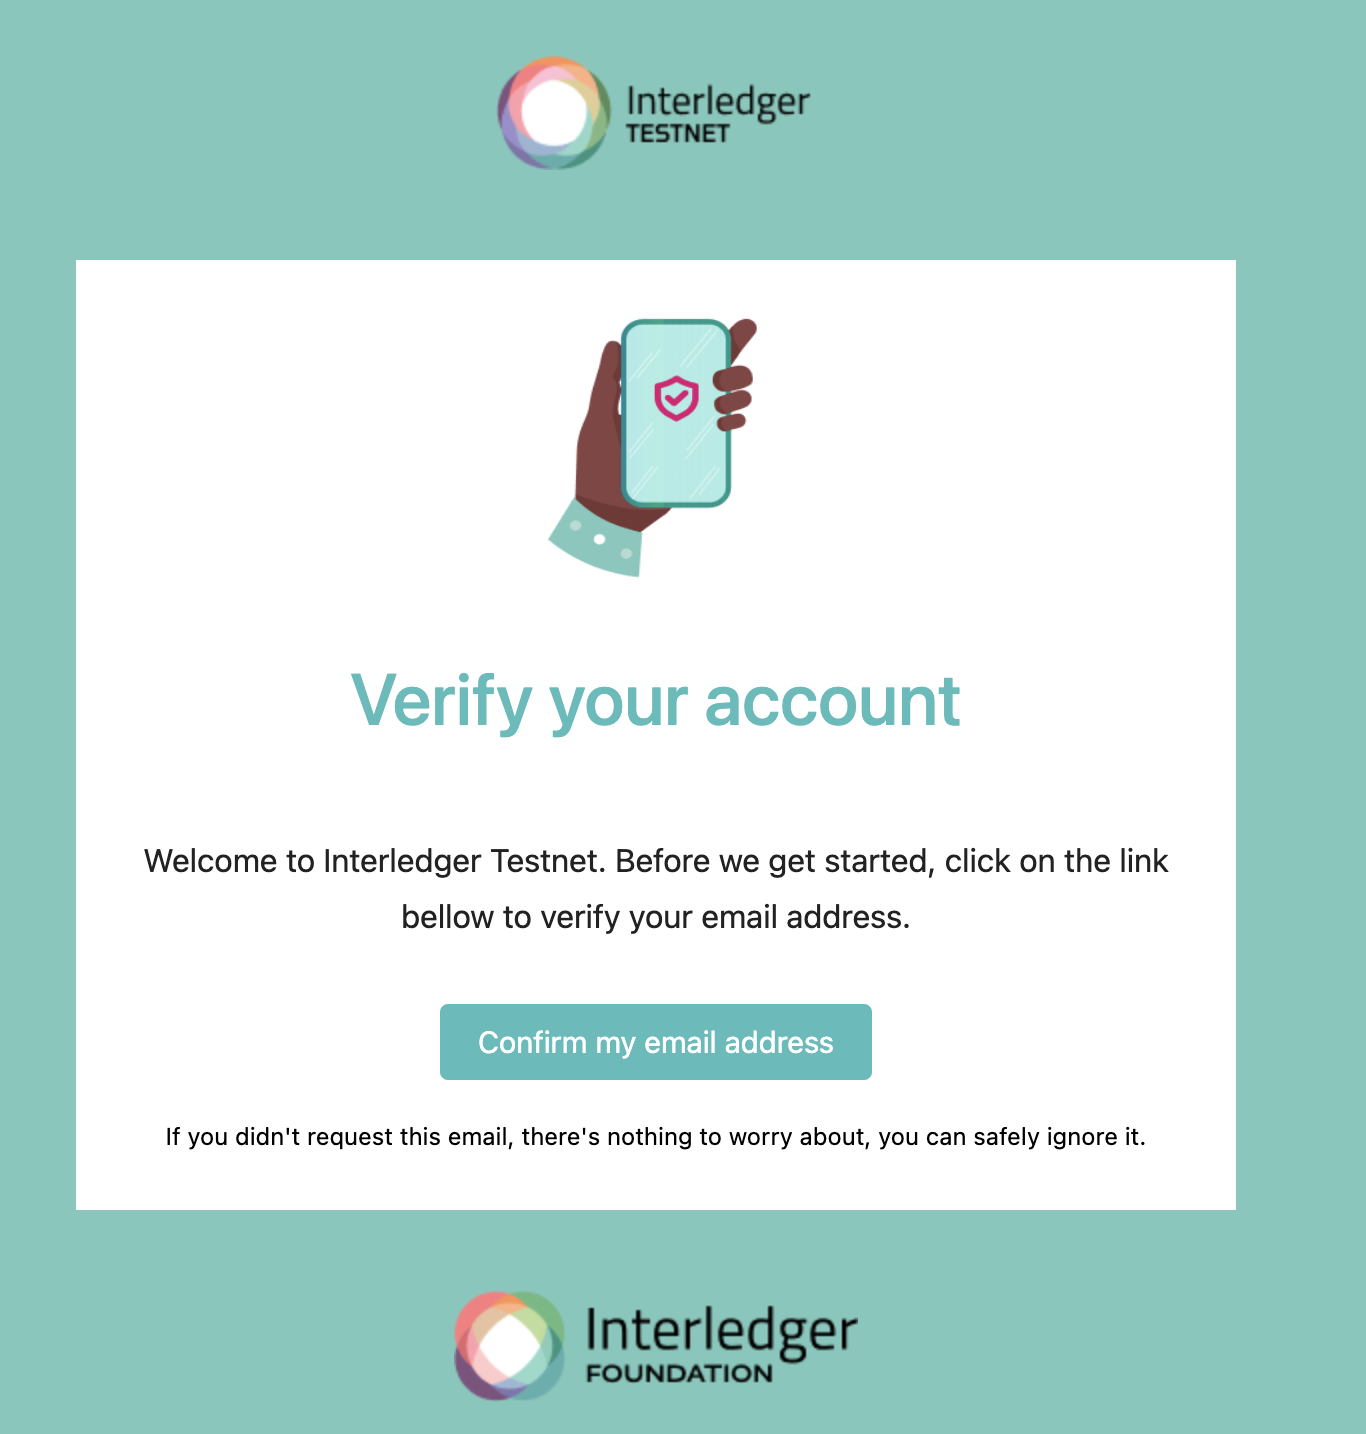 Interledger
TESTNET
Verify your account
Welcome to Interledger Testnet. Before we get started, click on the link
bellow to verify your email address.
Confirm my email address
If you didn't request this email, there's nothing to worry about, you can safely ignore it.
Interledger
FOUNDATION